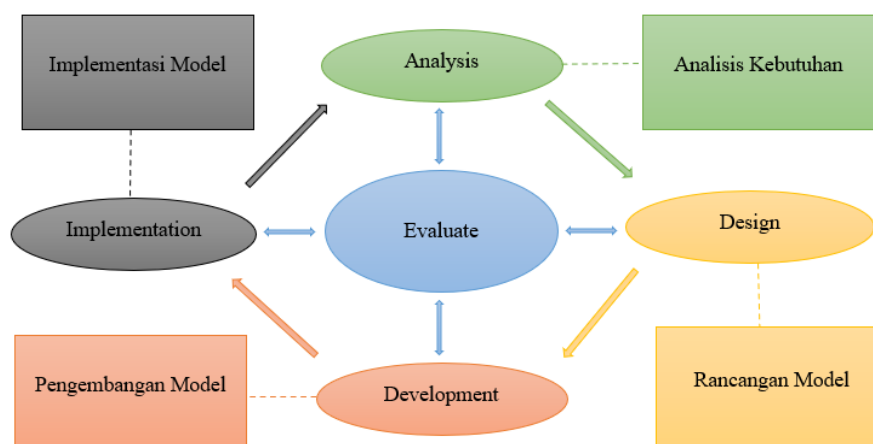 Implementasi Model
Analysis
Analisis Kebutuhan
Implementation
Evaluate
Design
Pengembangan Model
Development
Rancangan Model